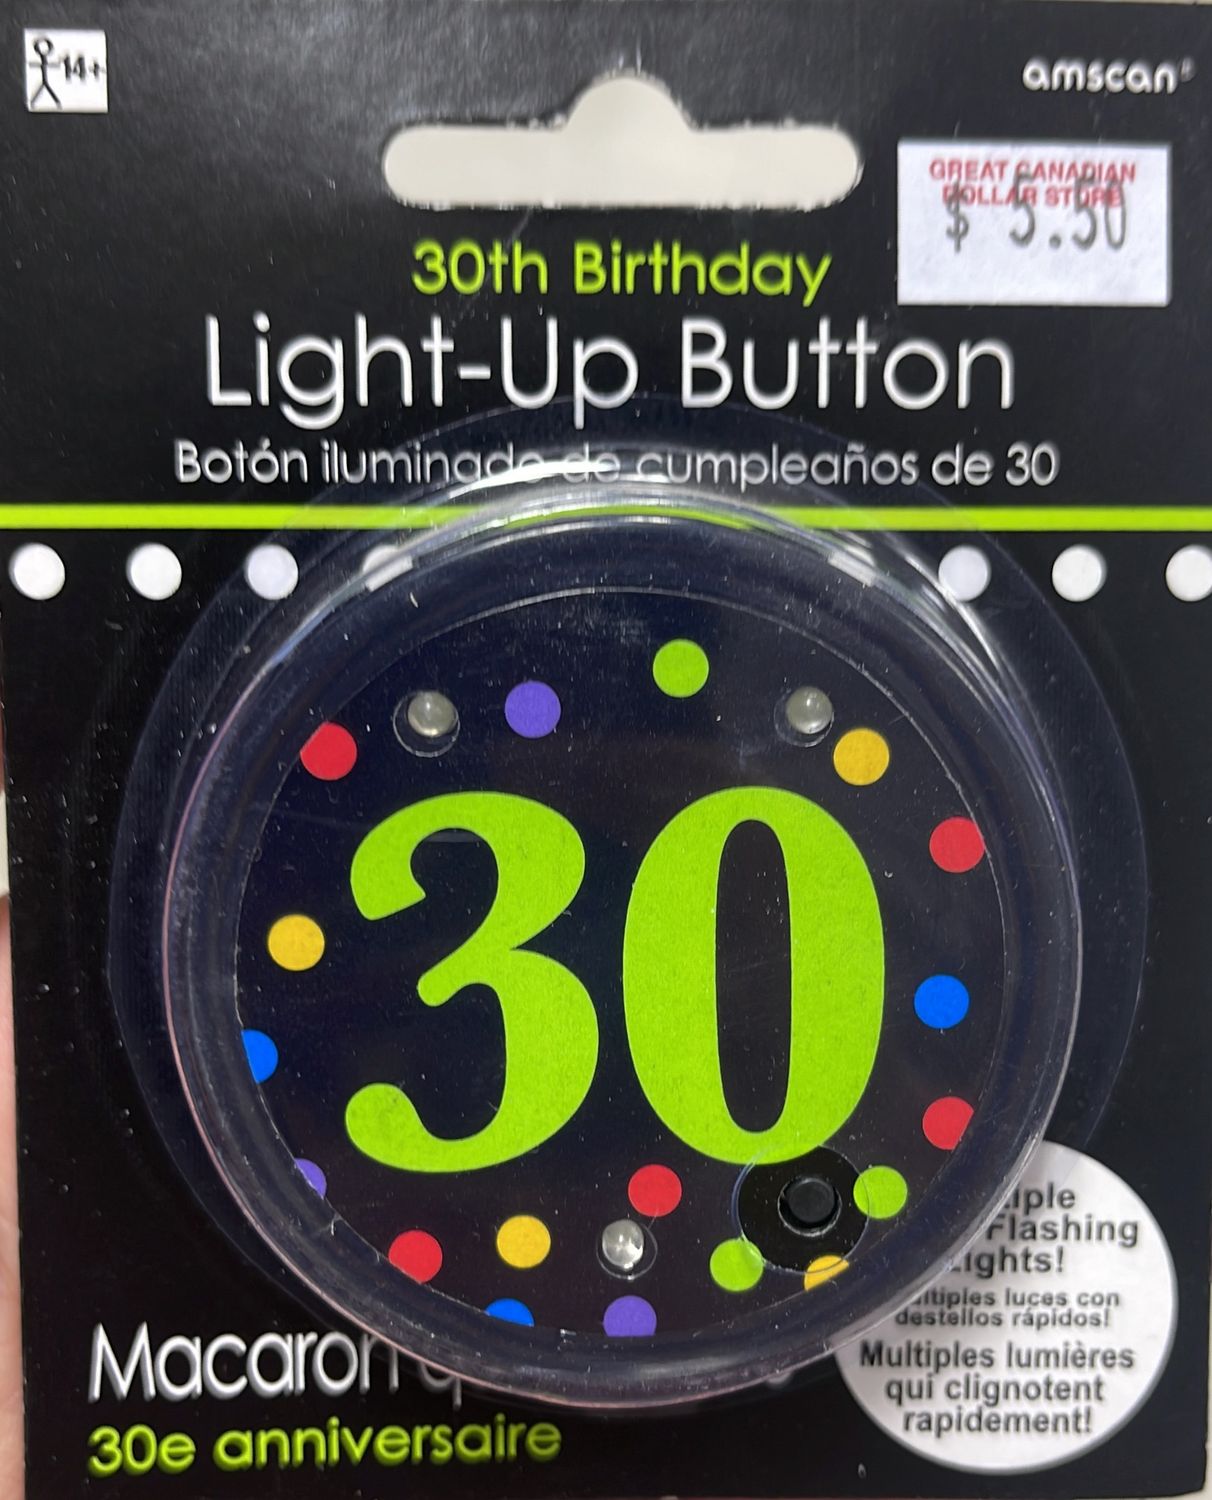 14+
amscan®
GREAT CANADIAN
DOLLAR STORE
$ 5.50
30th Birthday
Light-Up Button
Botón iluminado de cumpleaños de 30
30
Flashing
Lights!
destellos rápidos!
luces con
Multiples lumières
qui clignotent
rapidement!
Macaron
30e anniversaire